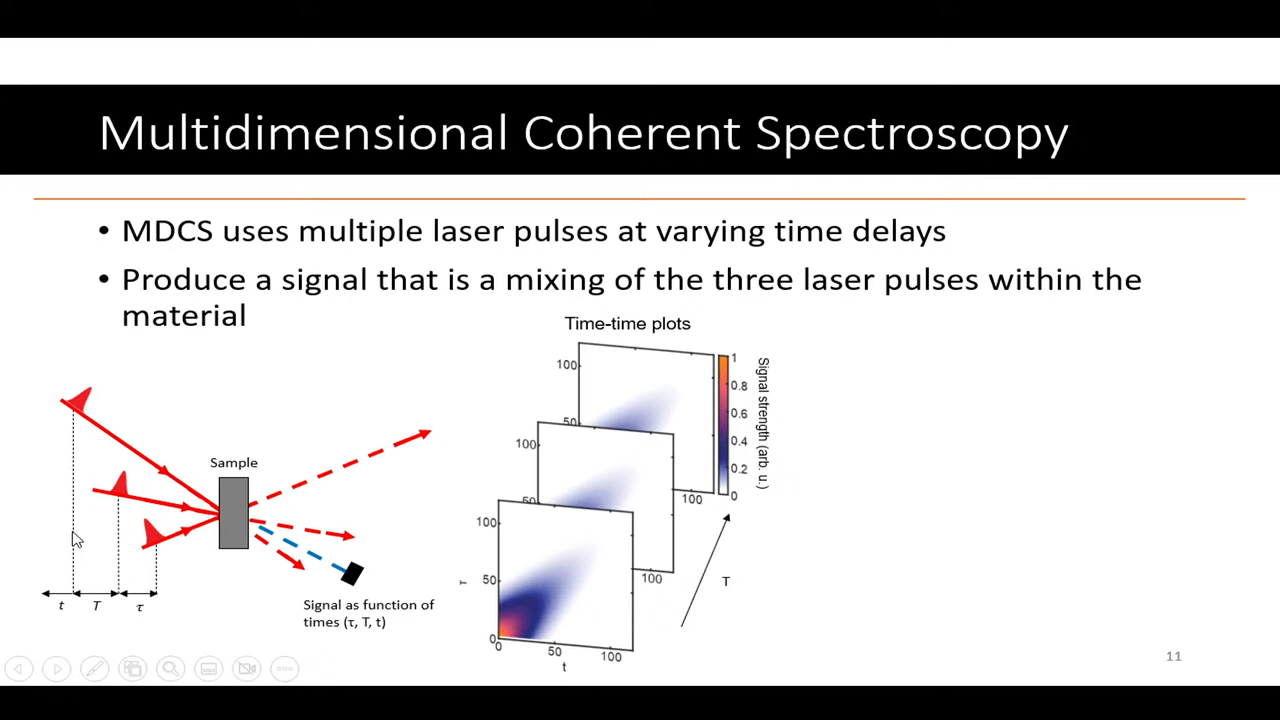 Multidimensional Coherent Spectroscopy
• MDCS uses multiple laser pulses at varying time delays
• Produce a signal that is a mixing of the three laser pulses within the
material
Time-time plots
100
50
1
0.8
0.6
0.4
0.2
0
Signal strength (arb. u.)
100
100
50
100
100
50
0
τ
0
50
100
t
T
Sample
t
T
τ
Signal as function of
times (τ, T, t)
11